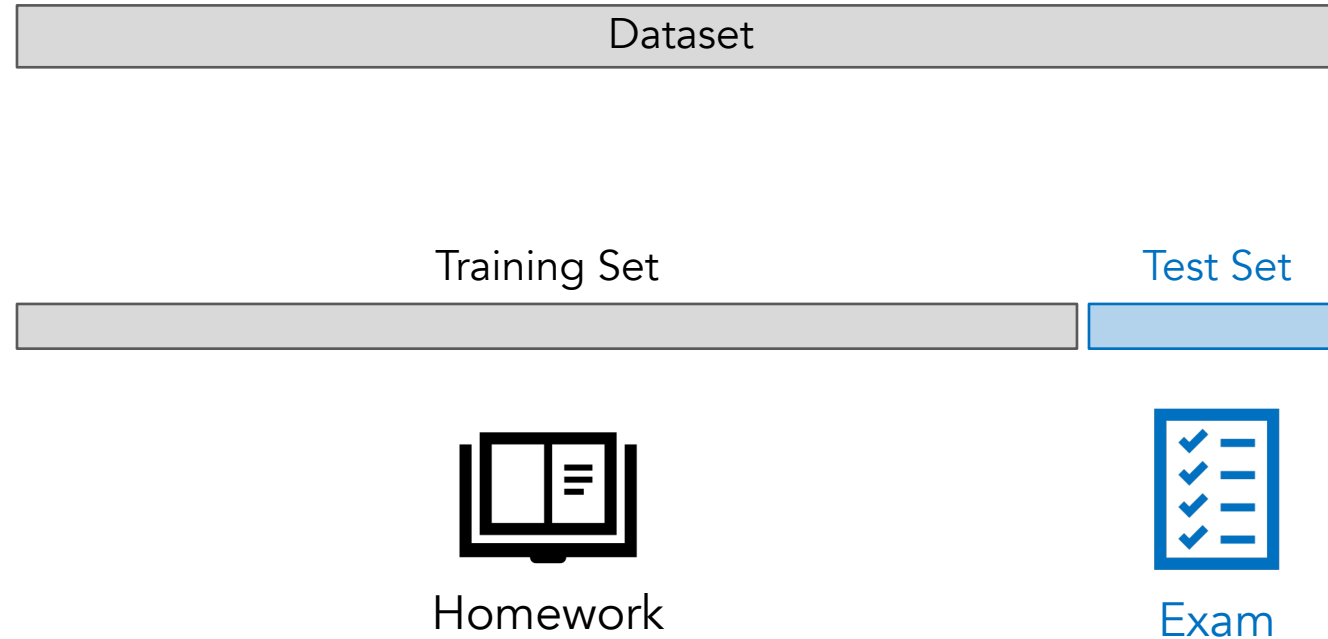 Dataset
Training Set
Test Set
Homework
Exam